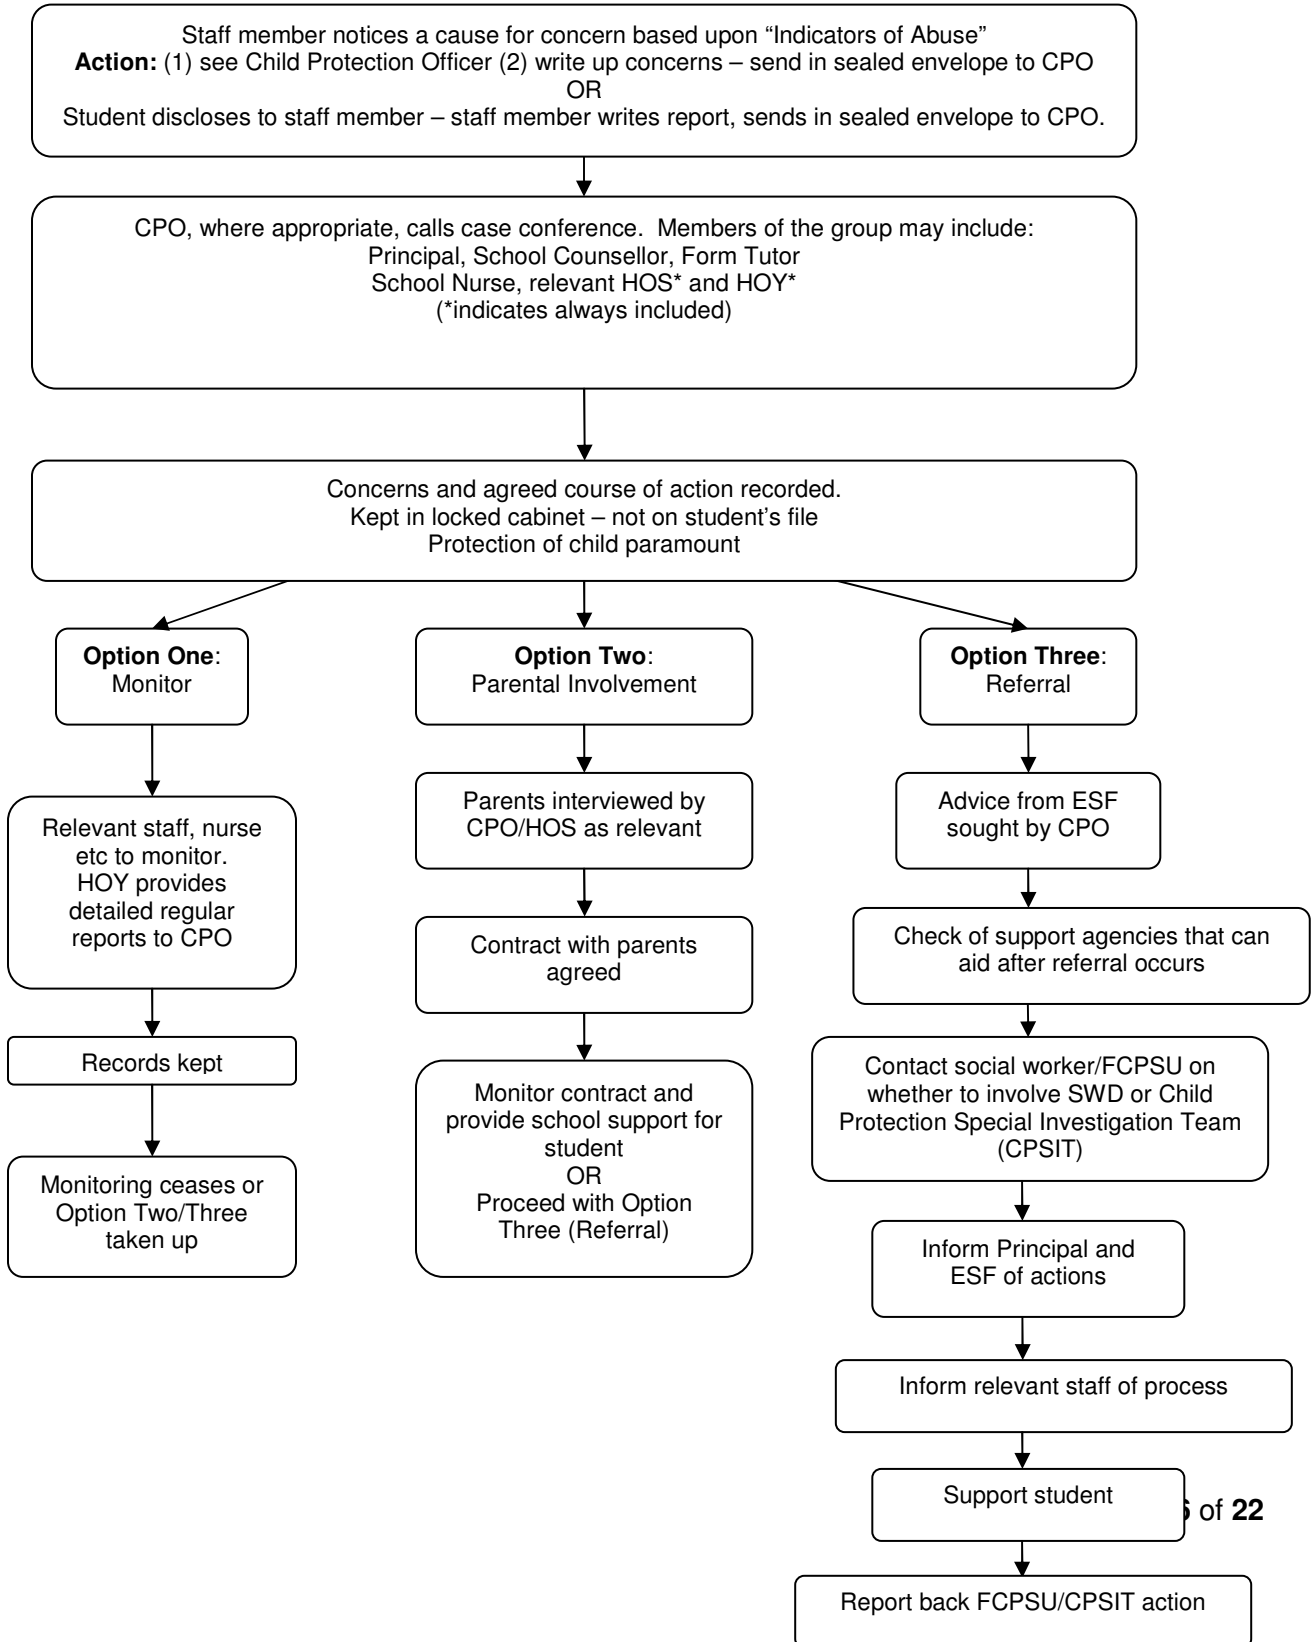 Staff member notices a cause for concern based upon “Indicators of Abuse”
Action: (1) see Child Protection Officer (2) write up concerns – send in sealed envelope to CPO
OR
Student discloses to staff member – staff member writes report, sends in sealed envelope to CPO.
CPO, where appropriate, calls case conference.  Members of the group may include:
Principal, School Counsellor, Form Tutor
School Nurse, relevant HOS* and HOY*
(*indicates always included)
Concerns and agreed course of action recorded.
Kept in locked cabinet – not on student’s file
Protection of child paramount
Option One:
Monitor
Relevant staff, nurse
etc to monitor.
HOY provides
detailed regular
reports to CPO
Records kept
Monitoring ceases or
Option Two/Three
taken up
Option Two:
Parental Involvement
Parents interviewed by
CPO/HOS as relevant
Contract with parents
agreed
Monitor contract and
provide school support for
student
OR
Proceed with Option
Three (Referral)
Option Three:
Referral
Advice from ESF
sought by CPO
Check of support agencies that can
aid after referral occurs
Contact social worker/FCPSU on
whether to involve SWD or Child
Protection Special Investigation Team
(CPSIT)
Inform Principal and
ESF of actions
Inform relevant staff of process
Support student
of 22
Report back FCPSU/CPSIT action